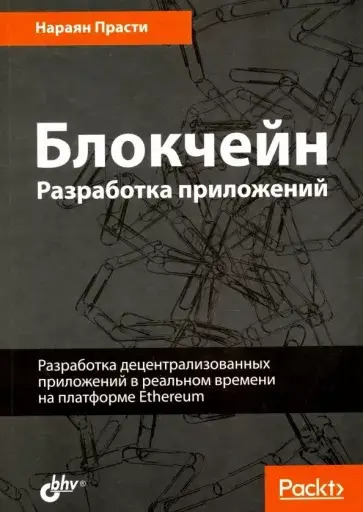 Нараян Прасти
Блокчейн
Разработка приложений
Разработка децентрализованных
приложений в реальном времени
на платформе Ethereum
bhv®
Packt>